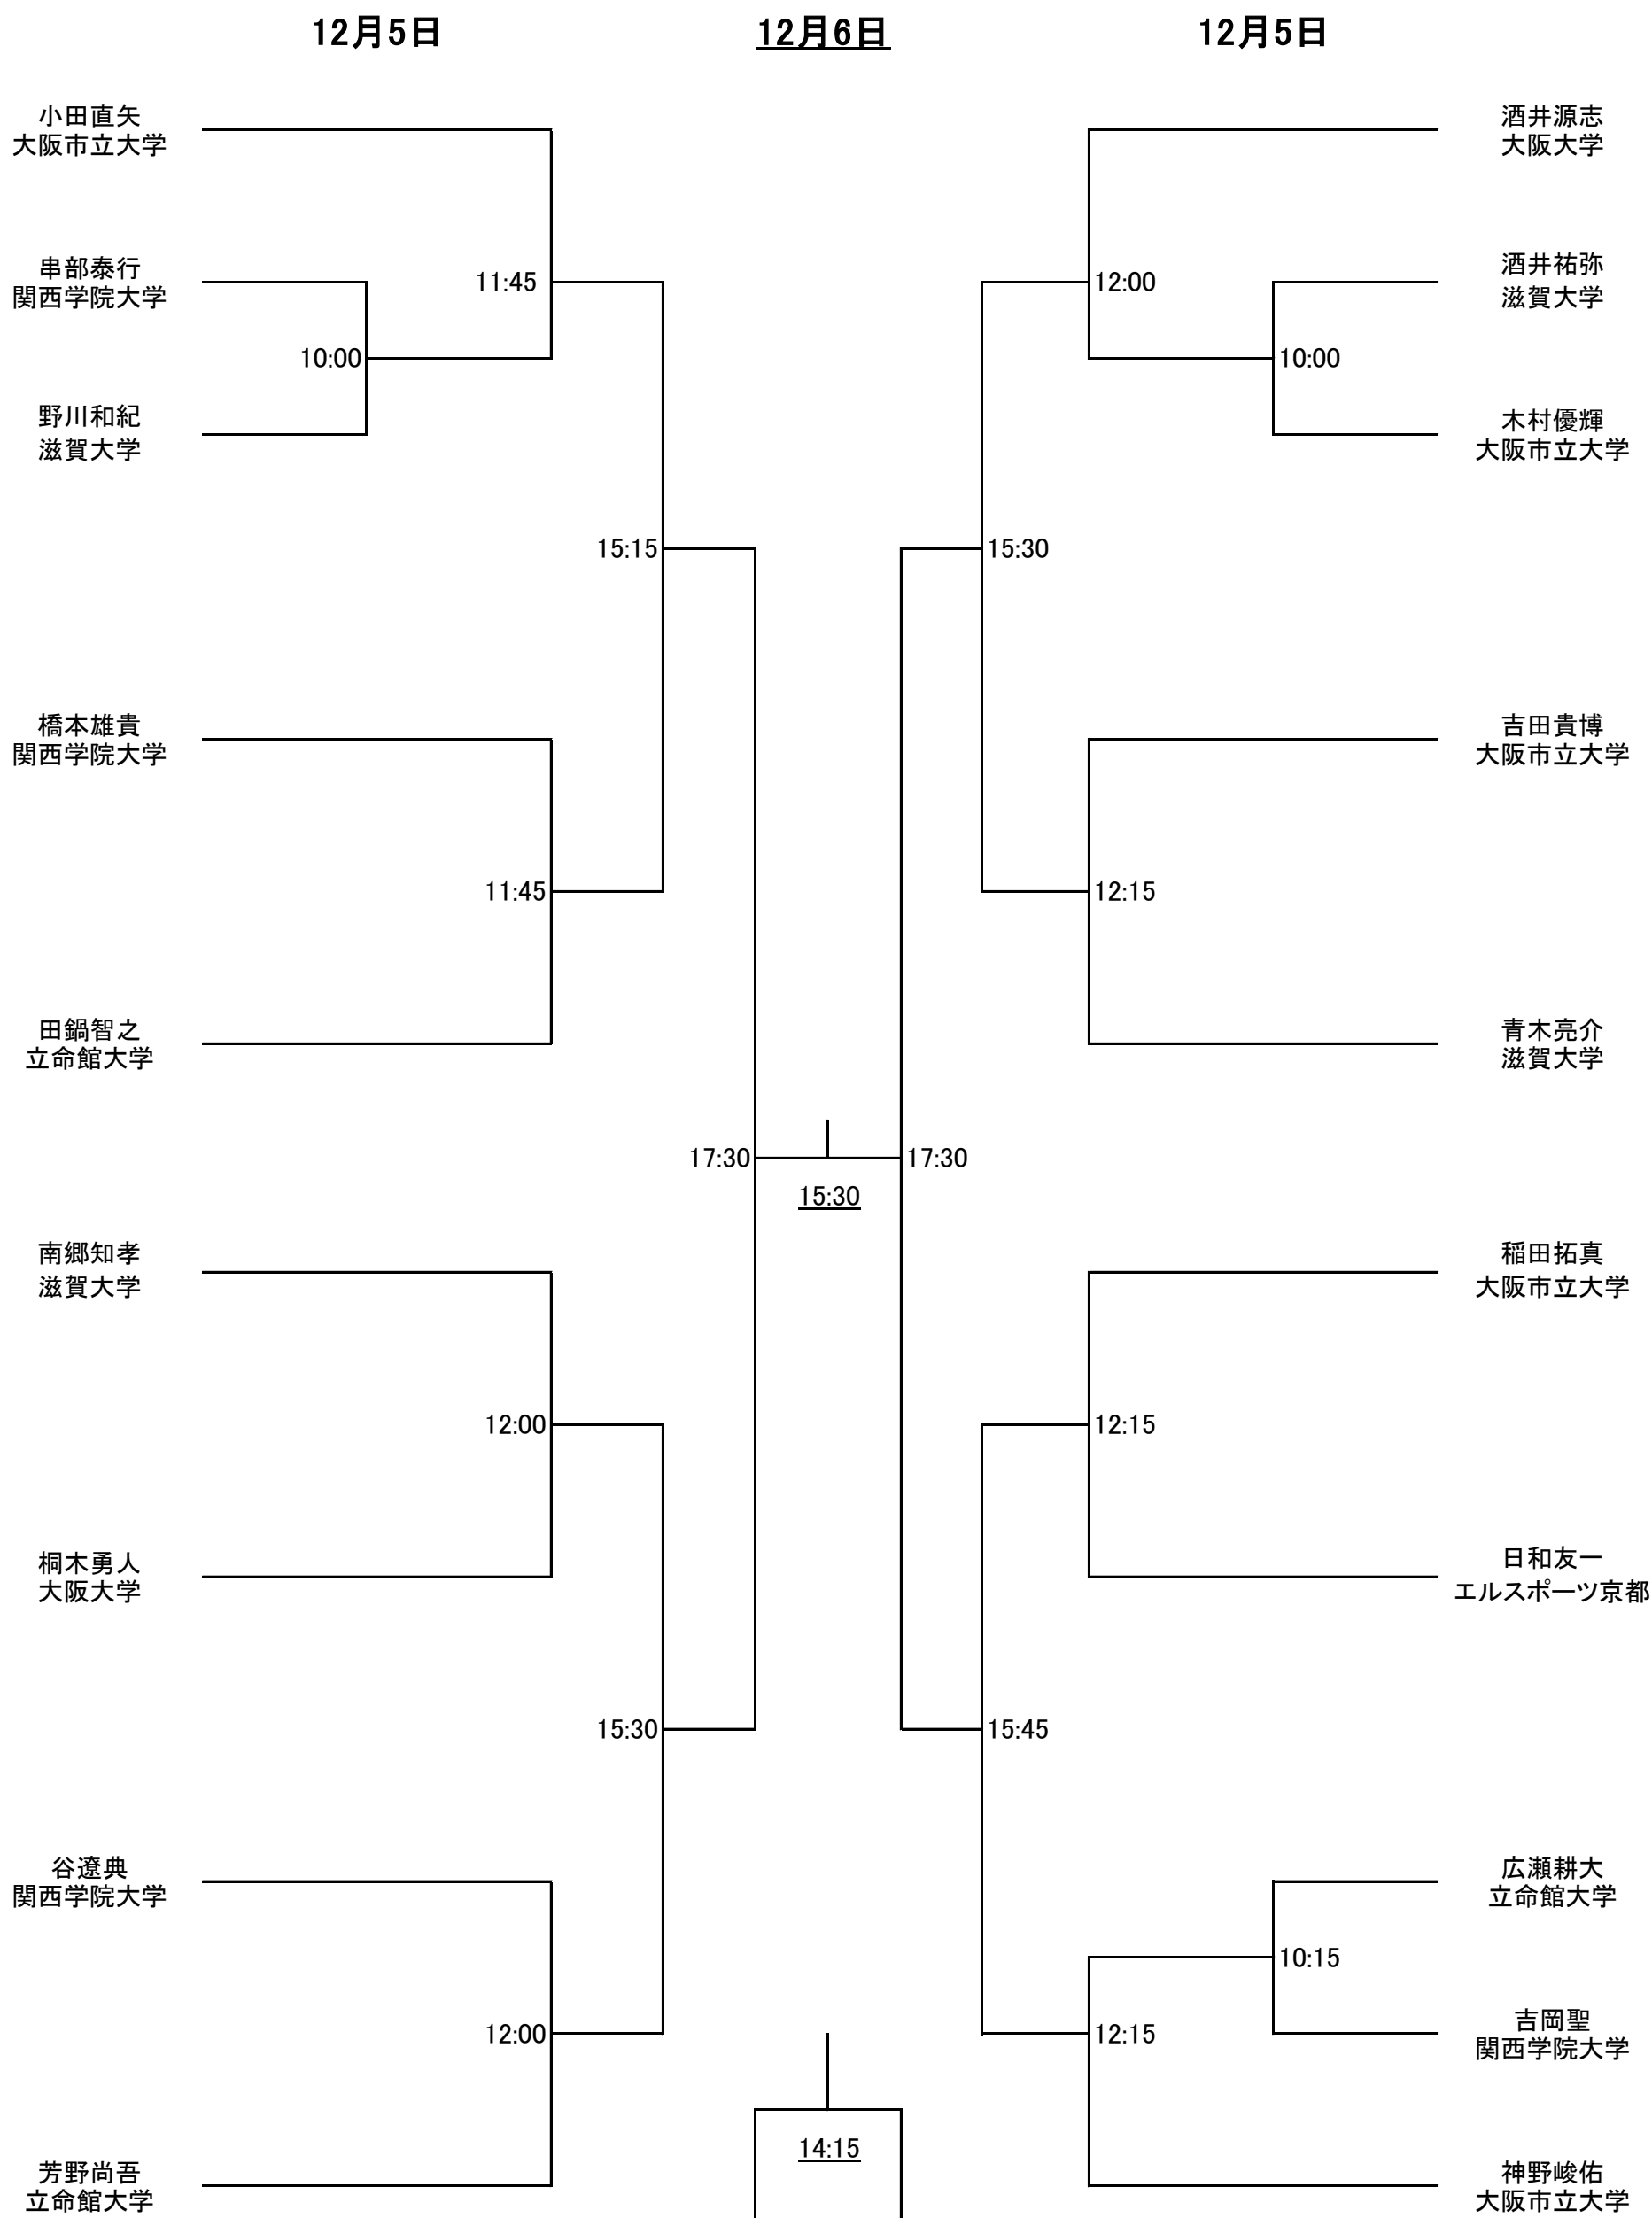 12月5日
12月6日
12月5日
小田直矢
大阪市立大学
串部泰行
関西学院大学
11:45
10:00
野川和紀
滋賀大学
15:15
橋本雄貴
関西学院大学
11:45
田鍋智之
立命館大学
17:30
南郷知孝
滋賀大学
12:00
桐木勇人
大阪大学
15:30
谷遼典
関西学院大学
12:00
芳野尚吾
立命館大学
15:30
14:15
酒井源志
大阪大学
12:00
酒井祐弥
滋賀大学
10:00
木村優輝
大阪市立大学
15:30
吉田貴博
大阪市立大学
12:15
青木亮介
滋賀大学
17:30
稲田拓真
大阪市立大学
12:15
日和友一
エルスポーツ京都
15:45
広瀬耕大
立命館大学
10:15
12:15
吉岡聖
関西学院大学
神野峻佑
大阪市立大学